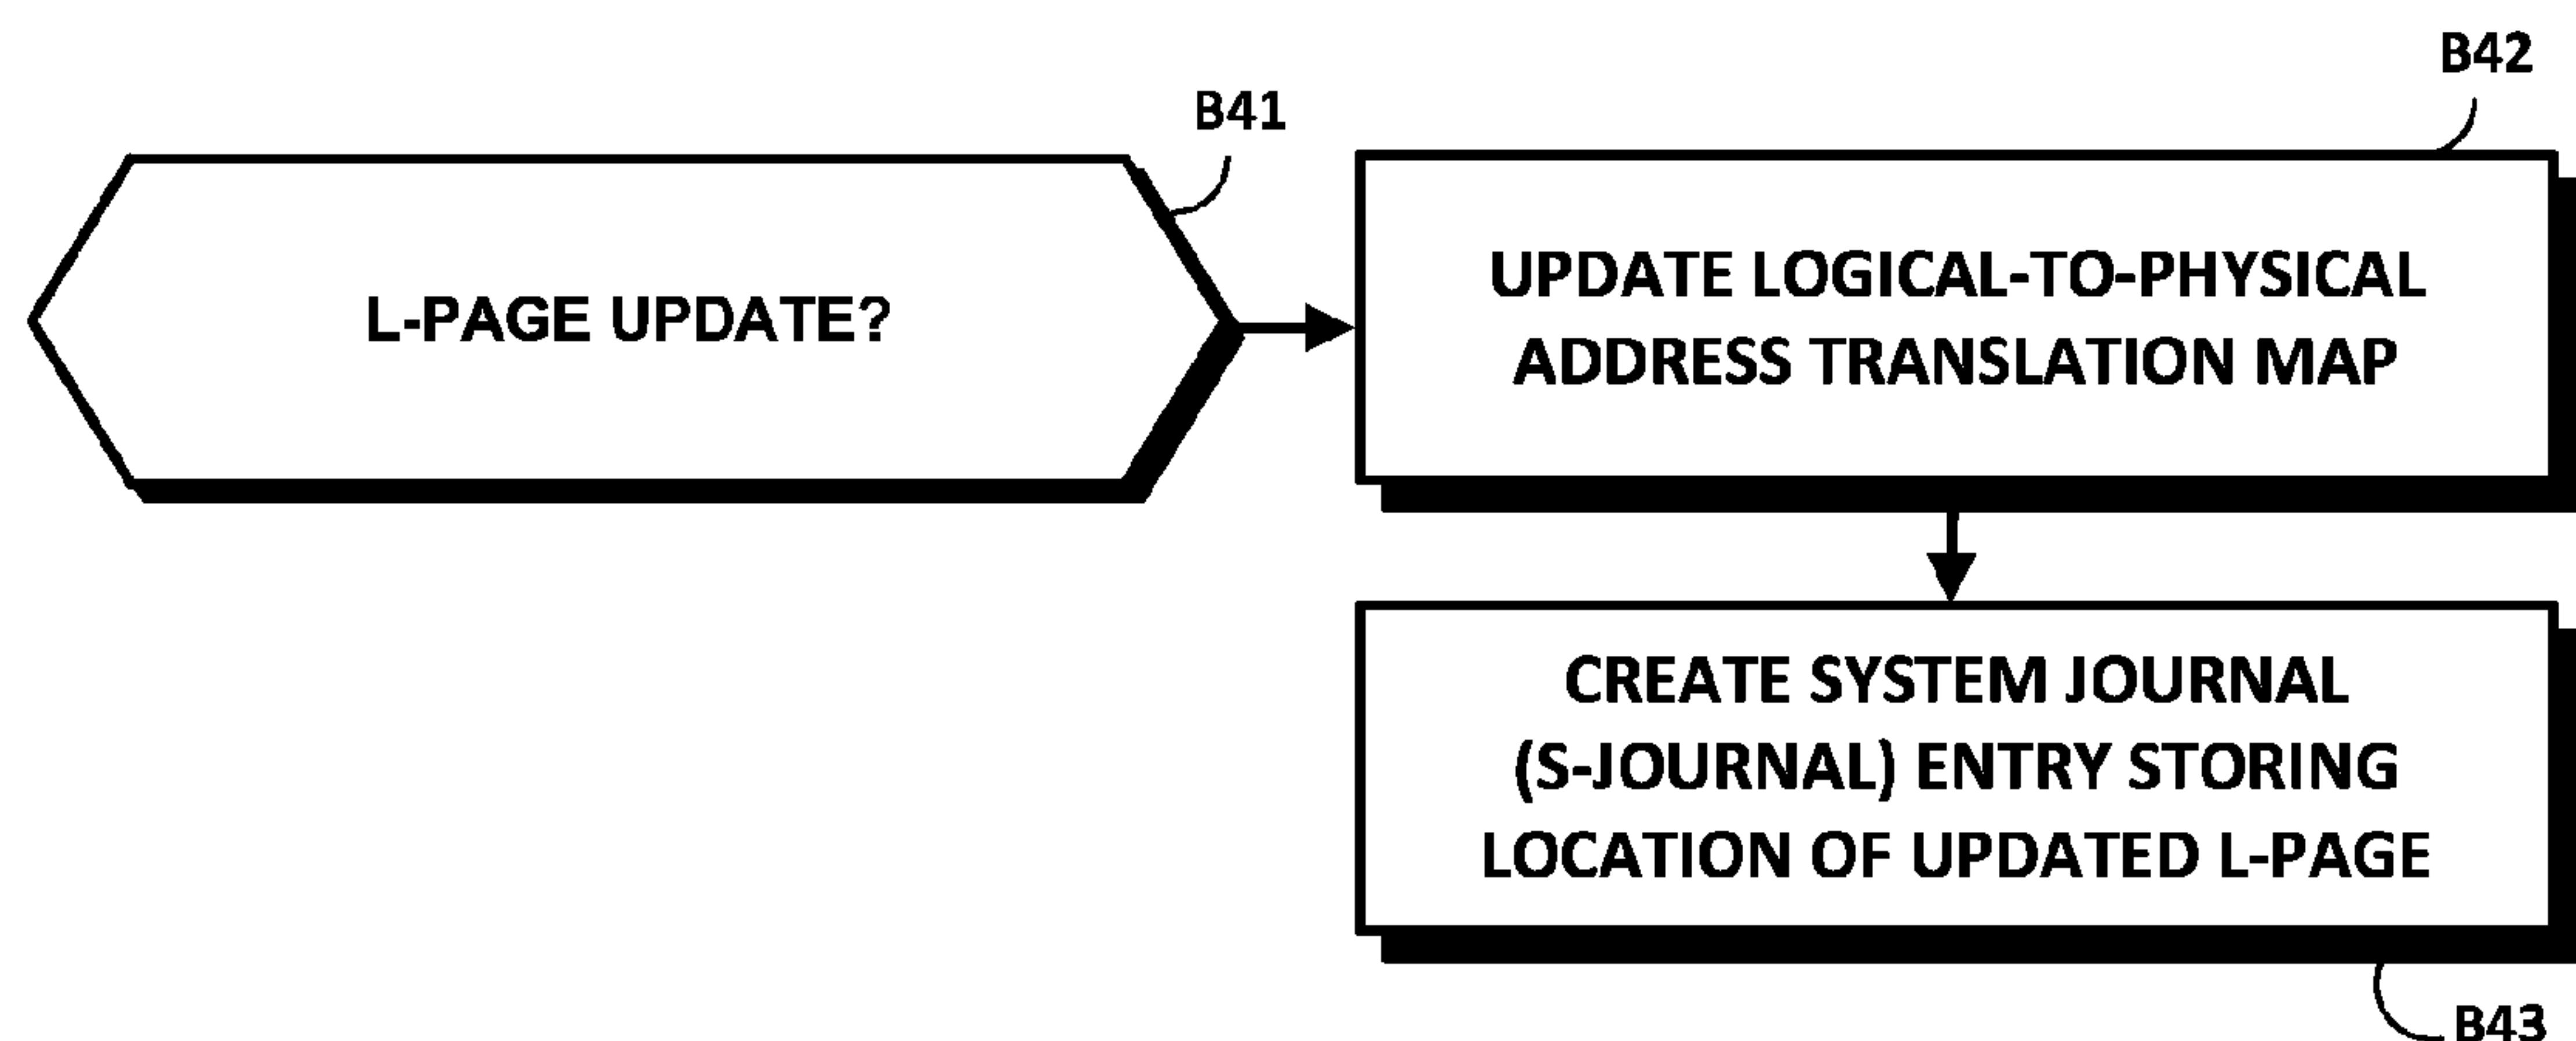 B41
L-PAGE UPDATE?
B42
UPDATE LOGICAL-TO-PHYSICAL
ADDRESS TRANSLATION MAP
CREATE SYSTEM JOURNAL
(S-JOURNAL) ENTRY STORING
LOCATION OF UPDATED L-PAGE
B43